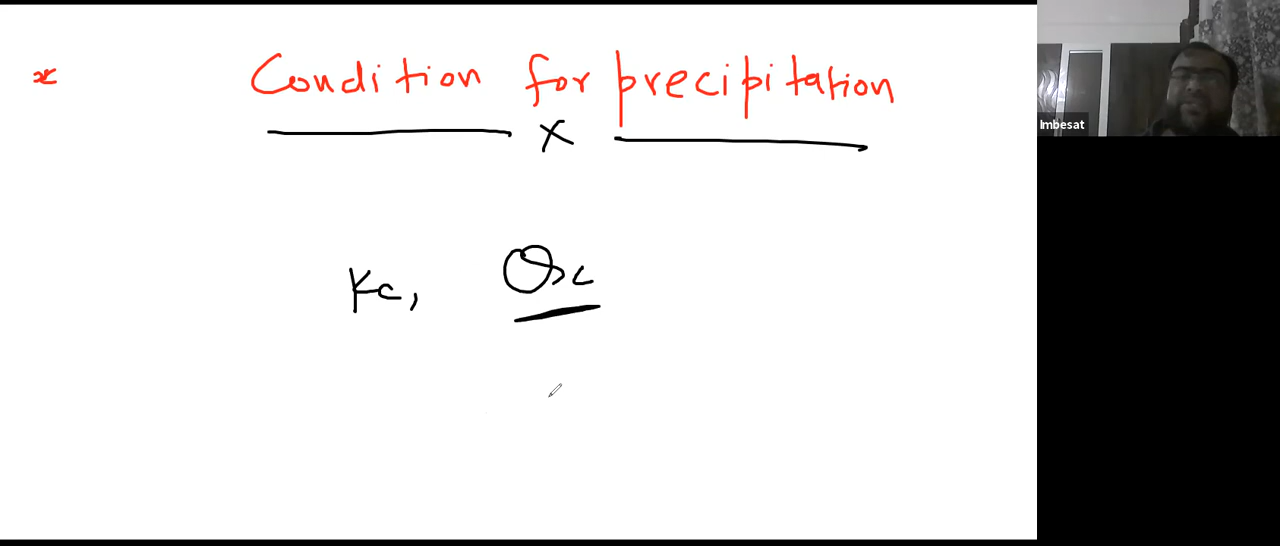 x Condition for precipitation
x
Kc, Qc
Imbesat